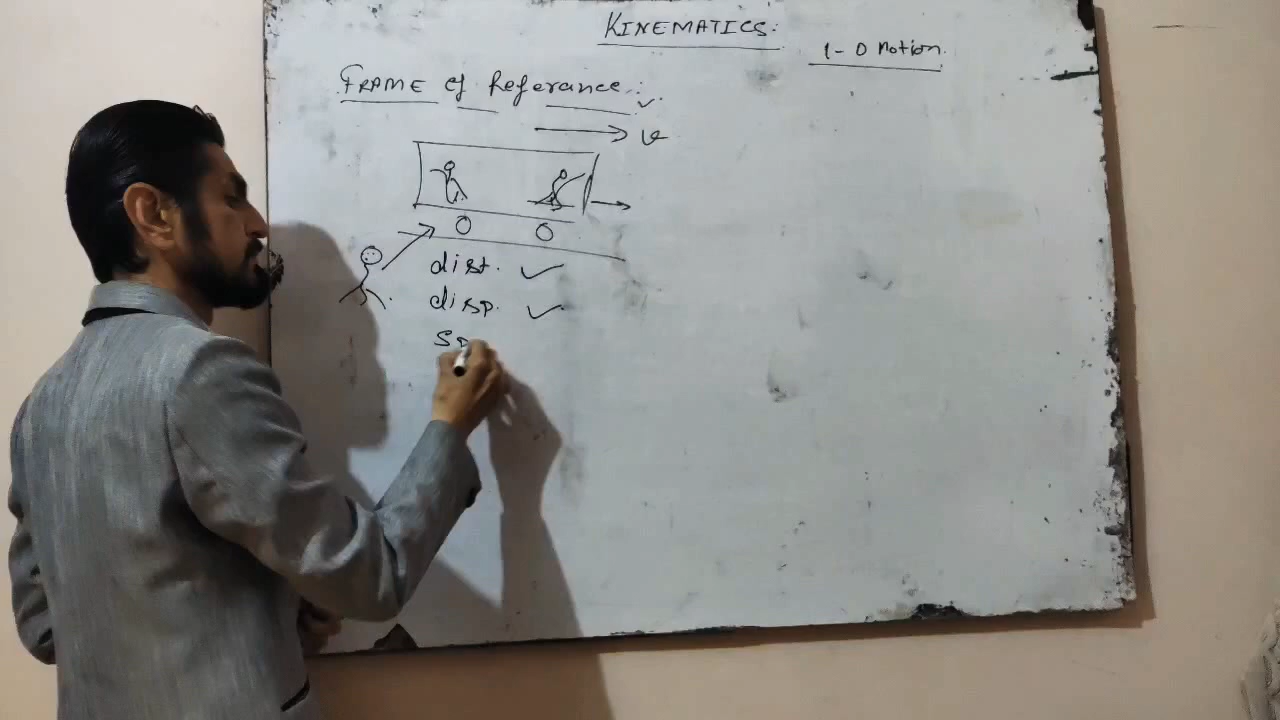 KINEMATICS:
1-D Motion.
FRAME of Referance :
v
dist. ✓
disp. ✓
Sp